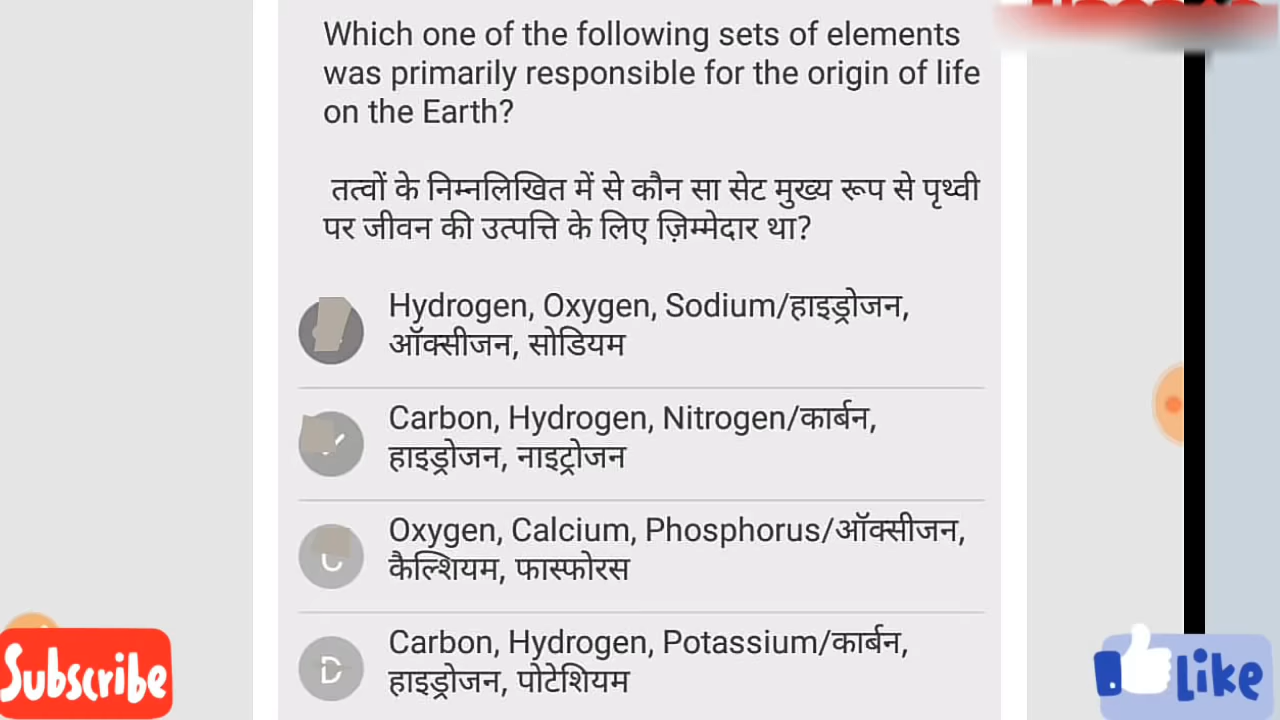 Which one of the following sets of elements
was primarily responsible for the origin of life
on the Earth?
तत्वों के निम्नलिखित में से कौन सा सेट मुख्य रूप से पृथ्वी
पर जीवन की उत्पत्ति के लिए ज़िम्मेदार था?
Hydrogen, Oxygen, Sodium/हाइड्रोजन,
ऑक्सीजन, सोडियम
Carbon, Hydrogen, Nitrogen/कार्बन,
हाइड्रोजन, नाइट्रोजन
Oxygen, Calcium, Phosphorus/ऑक्सीजन,
कैल्शियम, फास्फोरस
D
Carbon, Hydrogen, Potassium/कार्बन,
हाइड्रोजन, पोटेशियम
Subscribe
Like